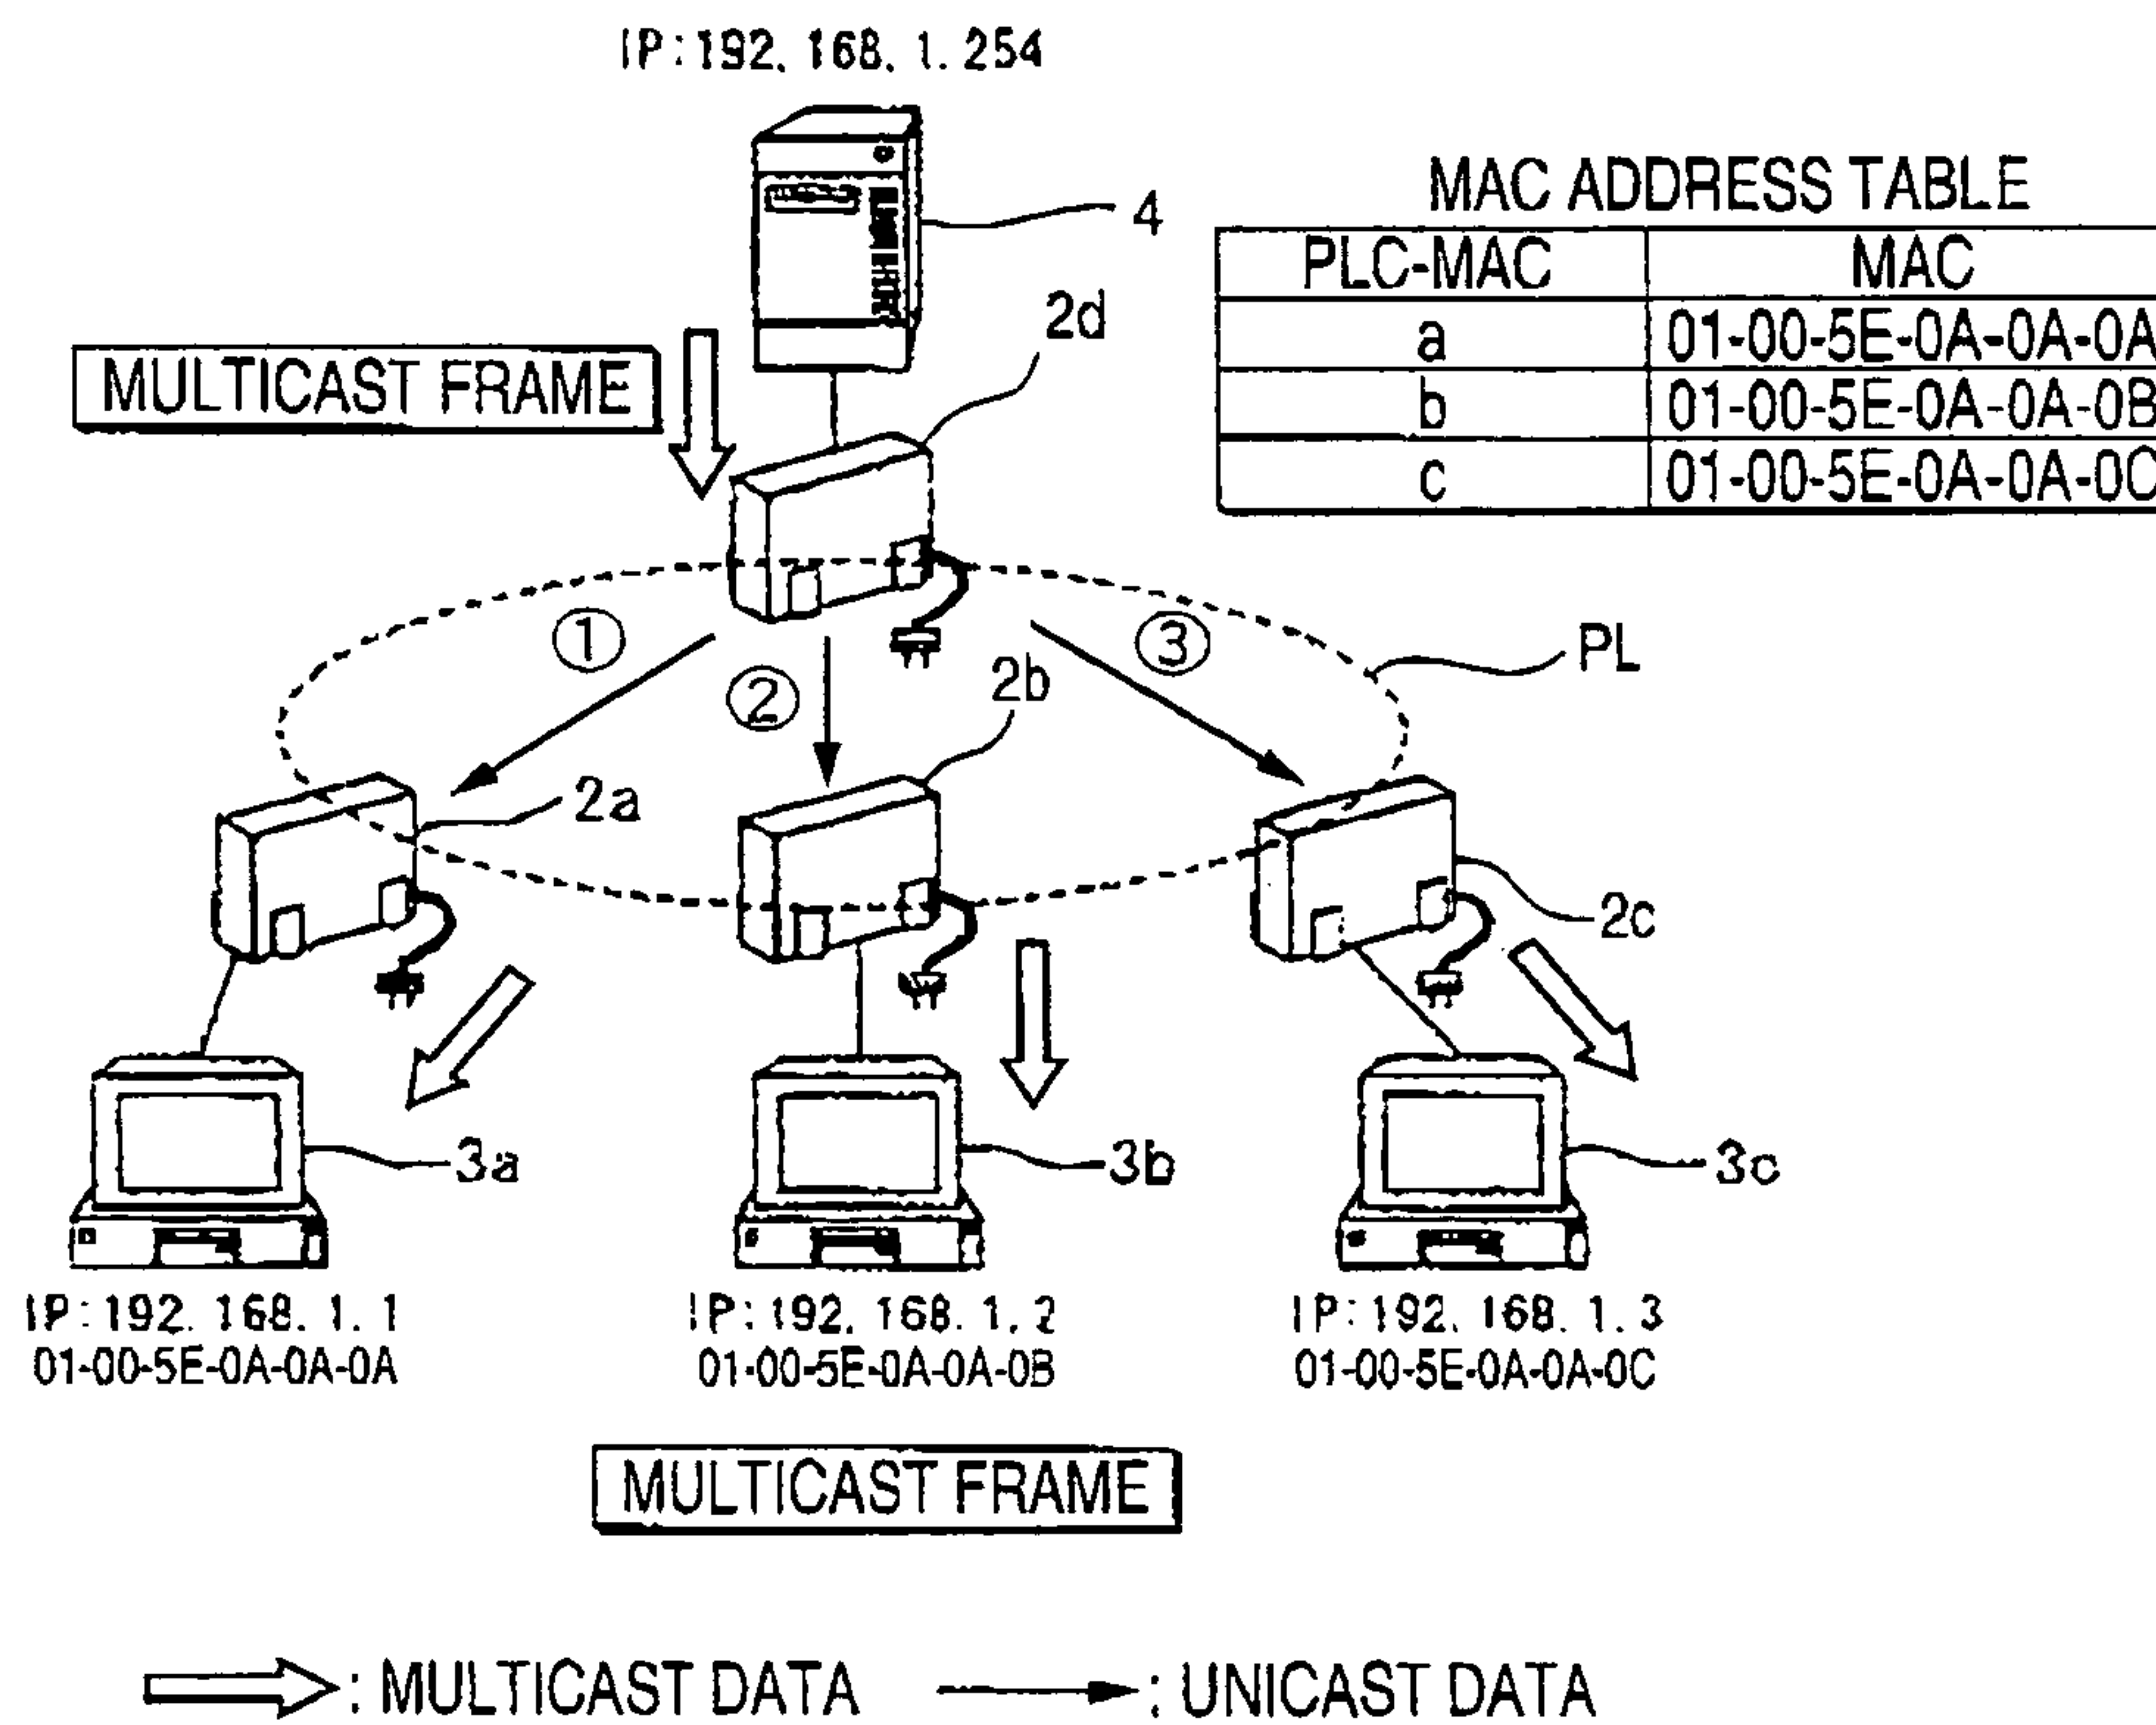 IP:192.168.1.254
4
MAC ADDRESS TABLE
PLC-MAC MAC
a 01-00-5E-0A-0A-0A
b 01-00-5E-0A-0A-0B
c 01-00-5E-0A-0A-0C
2d
MULTICAST FRAME
① ② ③
PL
2b
2a
2c
3a
3b
3c
IP:192.168.1.1
01-00-5E-0A-0A-0A
IP:192.168.1.2
01-00-5E-0A-0A-0B
IP:192.168.1.3
01-00-5E-0A-0A-0C
MULTICAST FRAME
: MULTICAST DATA
: UNICAST DATA